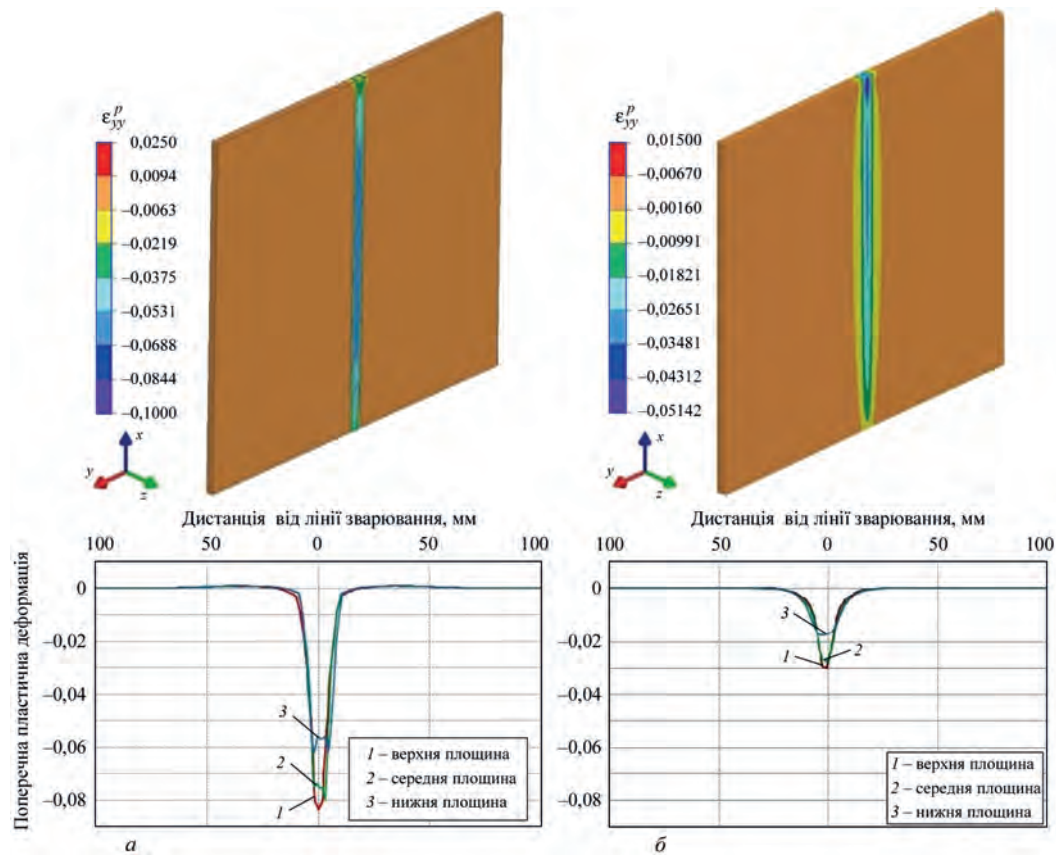 ε^p_yy
0,0250
0,0094
–0,0063
–0,0219
–0,0375
–0,0531
–0,0688
–0,0844
–0,1000
x
y
z
ε^p_yy
0,01500
–0,00670
–0,00160
–0,00991
–0,01821
–0,02651
–0,03481
–0,04312
–0,05142
x
y
z
Дистанція від лінії зварювання, мм
100 50 0 50 100
Поперечна пластична деформація
0
–0,02
–0,04
–0,06
–0,08
3
2
1
1 – верхня площина
2 – середня площина
3 – нижня площина
а
Дистанція від лінії зварювання, мм
100 50 0 50 100
0
–0,02
–0,04
–0,06
–0,08
3
1
2
1 – верхня площина
2 – середня площина
3 – нижня площина
б